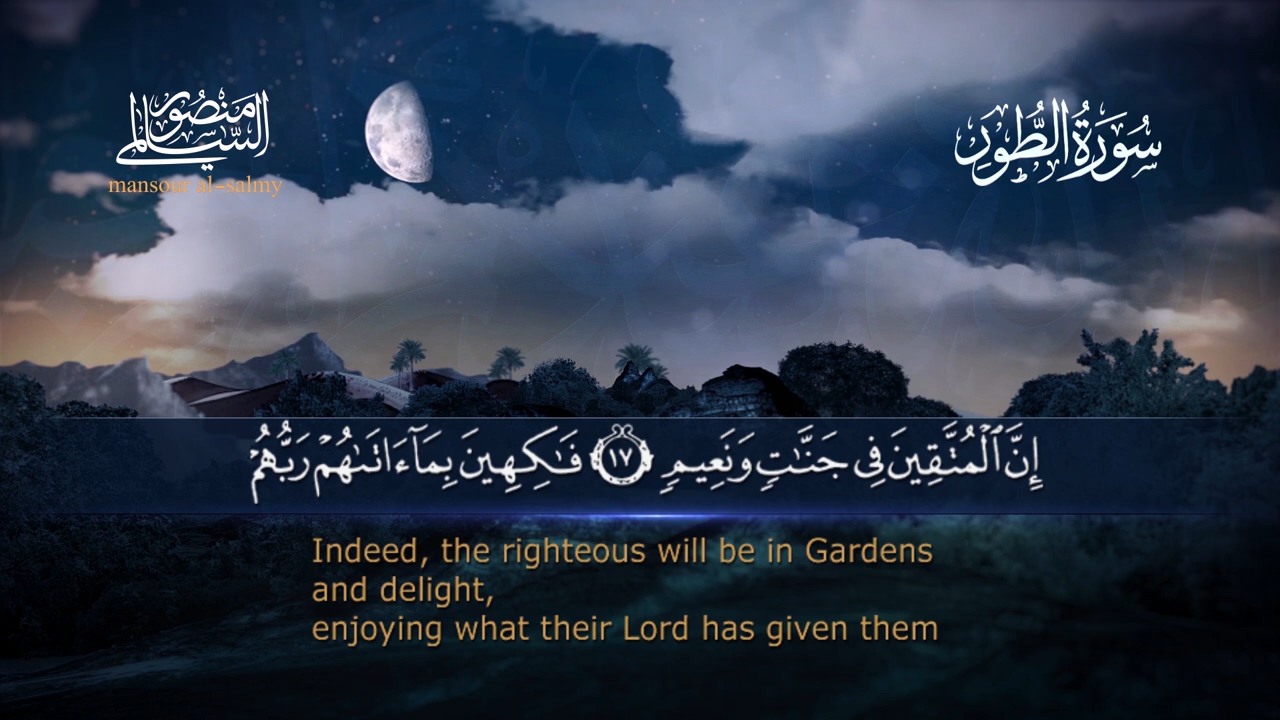 منصور السالمي
mansour al-salmy
سُورَةُ الطُّورِ
إِنَّ ٱلْمُتَّقِينَ فِى جَنَّٰتٍ وَنَعِيمٍ ١٧ فَٰكِهِينَ بِمَآ ءَاتَىٰهُمْ رَبُّهُمْ
Indeed, the righteous will be in Gardens
and delight,
enjoying what their Lord has given them